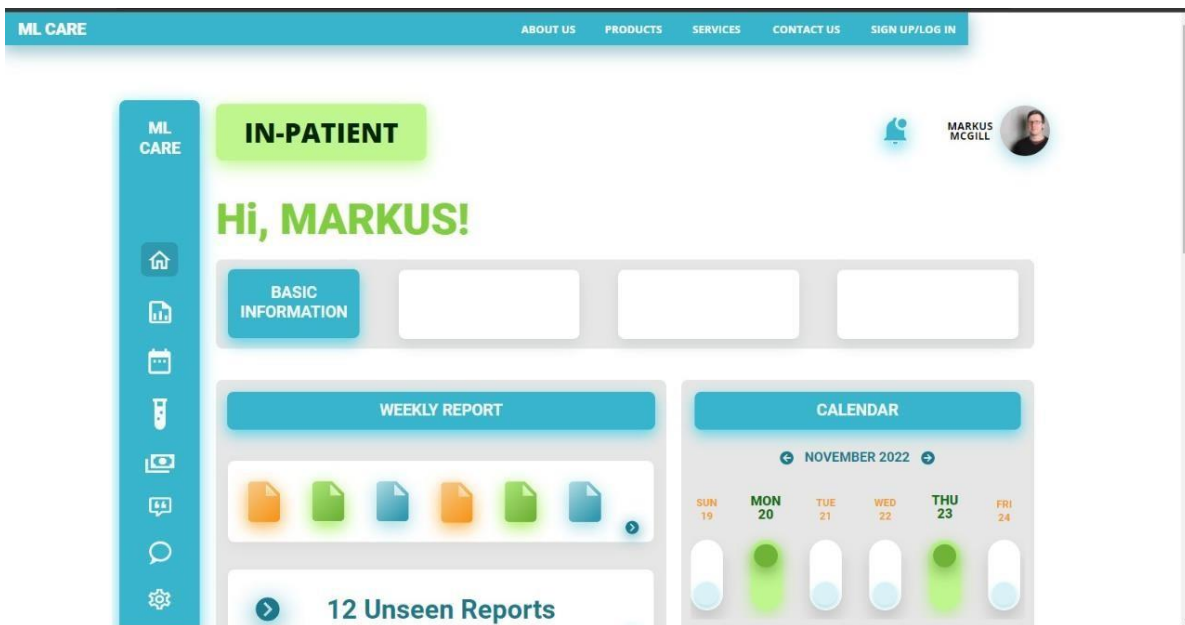 ML CARE
ABOUT US PRODUCTS SERVICES CONTACT US SIGN UP/LOG IN
ML
CARE
IN-PATIENT
MARKUS
MCGILL
Hi, MARKUS!
BASIC
INFORMATION
WEEKLY REPORT
CALENDAR
NOVEMBER 2022
SUN MON TUE WED THU FRI
19 20 21 22 23 24
12 Unseen Reports